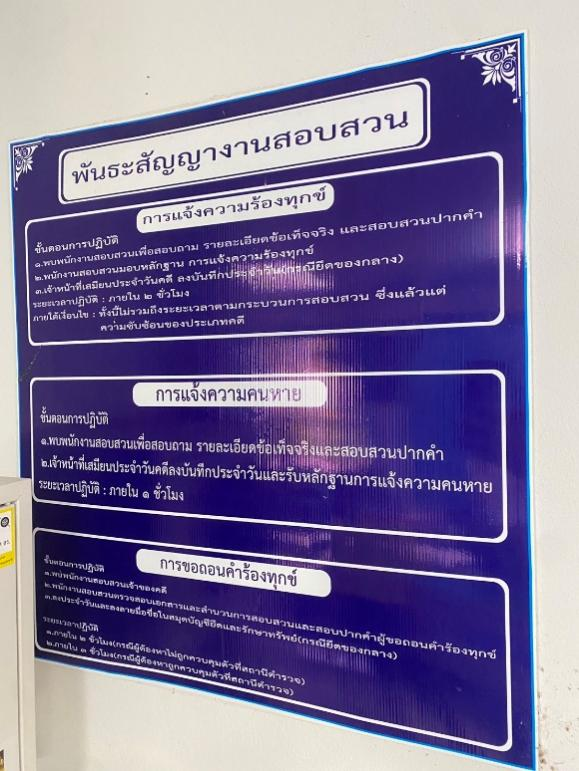 พันธะสัญญางานสอบสวน
การแจ้งความร้องทุกข์
ขั้นตอนการปฏิบัติ
๑.พบพนักงานสอบสวนเพื่อสอบถาม รายละเอียดข้อเท็จจริง และสอบสวนปากคำ
๒.พนักงานสอบสวนมอบหลักฐาน การแจ้งความร้องทุกข์
๓.เจ้าหน้าที่เสมียนประจำวันคดี ลงบันทึกประจำวัน(กรณียึดของกลาง)
ระยะเวลาปฏิบัติ : ภายใน ๒ ชั่วโมง
ภายใต้เงื่อนไข : ทั้งนี้ไม่รวมถึงระยะเวลาตามกระบวนการสอบสวน ซึ่งแล้วแต่
ความซับซ้อนของประเภทคดี
การแจ้งความคนหาย
ขั้นตอนการปฏิบัติ
๑.พบพนักงานสอบสวนเพื่อสอบถาม รายละเอียดข้อเท็จจริงและสอบสวนปากคำ
๒.เจ้าหน้าที่เสมียนประจำวันคดีลงบันทึกประจำวันและรับหลักฐานการแจ้งความคนหาย
ระยะเวลาปฏิบัติ : ภายใน ๑ ชั่วโมง
การขอถอนคำร้องทุกข์
ขั้นตอนการปฏิบัติ
๑.พบพนักงานสอบสวนเจ้าของคดี
๒.พนักงานสอบสวนตรวจสอบเอกสารและสำนวนการสอบสวนและสอบปากคำผู้ขอถอนคำร้องทุกข์
๓.ลงประจำวันและลงลายมือชื่อในสมุดบัญชียึดและรักษาทรัพย์(กรณียึดของกลาง)
ระยะเวลาปฏิบัติ
๑.ภายใน ๒ ชั่วโมง(กรณีผู้ต้องหาไม่ถูกควบคุมตัวที่สถานีตำรวจ)
๒.ภายใน ๓ ชั่วโมง(กรณีผู้ต้องหาถูกควบคุมตัวที่สถานีตำรวจ)